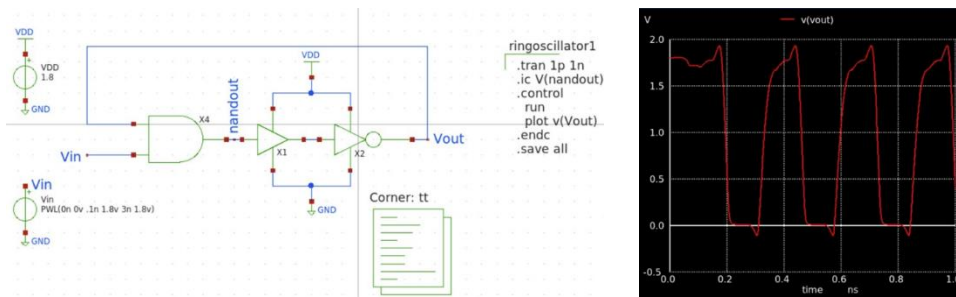 VDD
VDD
1.8
GND
Vin
Vin
Vin
PWL(0n 0v .1n 1.8v 3n 1.8v)
GND
X4
nandout
VDD
X1
X2
GND
Vout
Corner: tt
ringoscillator1
.tran 1p 1n
.ic V(nandout)
.control
run
plot v(Vout)
.endc
.save all
V
v(vout)
2.0
1.5
1.0
0.5
0.0
-0.5
0.0
0.2
0.4
0.6
0.8
time ns